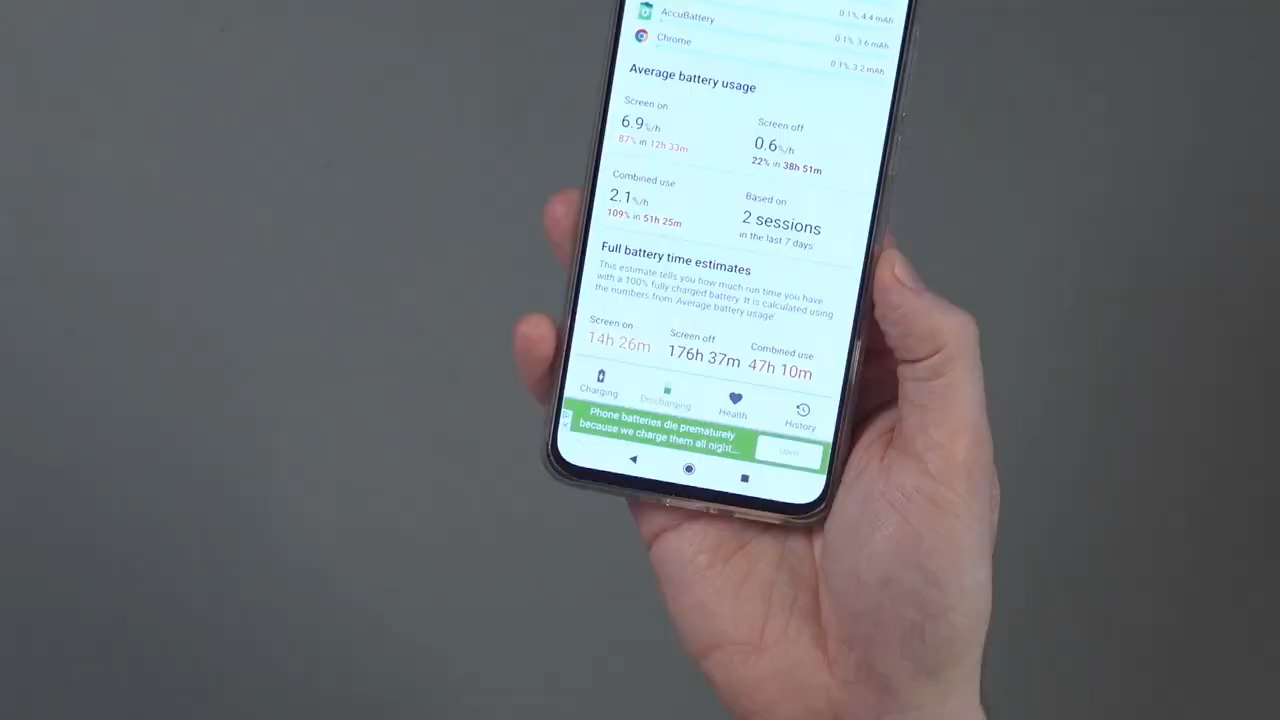 AccuBattery
0.1%, 4.4 mAh
Chrome
0.1%, 3.6 mAh
0.1%, 3.2 mAh
Average battery usage
Screen on
Screen off
6.9%/h
0.6%/h
87% in 12h 33m
22% in 38h 51m
Combined use
Based on
2.1%/h
2 sessions
109% in 51h 25m
in the last 7 days
Full battery time estimates
This estimate tells you how much run time you have
with a 100% fully charged battery. It is calculated using
the numbers from 'Average battery usage'
Screen on
Screen off
Combined use
14h 26m
176h 37m
47h 10m
Charging
Discharging
Health
History
Phone batteries die prematurely
because we charge them all night...
Open